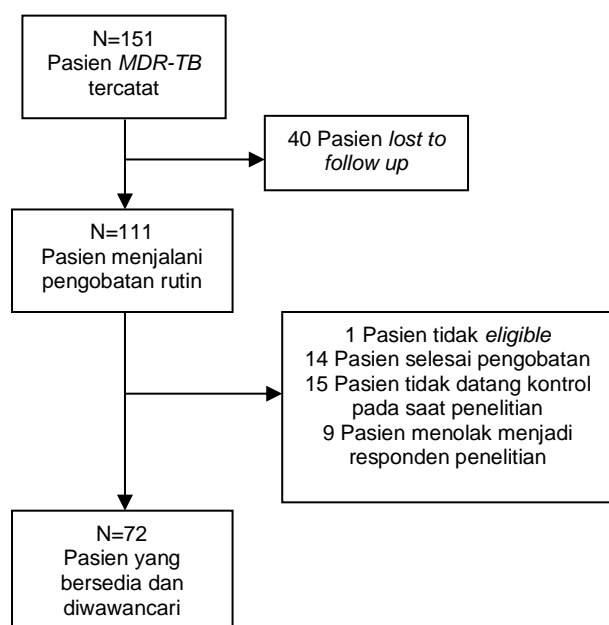 N=151
Pasien MDR-TB
tercatat
40 Pasien lost to
follow up
N=111
Pasien menjalani
pengobatan rutin
1 Pasien tidak eligible
14 Pasien selesai pengobatan
15 Pasien tidak datang kontrol
pada saat penelitian
9 Pasien menolak menjadi
responden penelitian
N=72
Pasien yang
bersedia dan
diwawancari